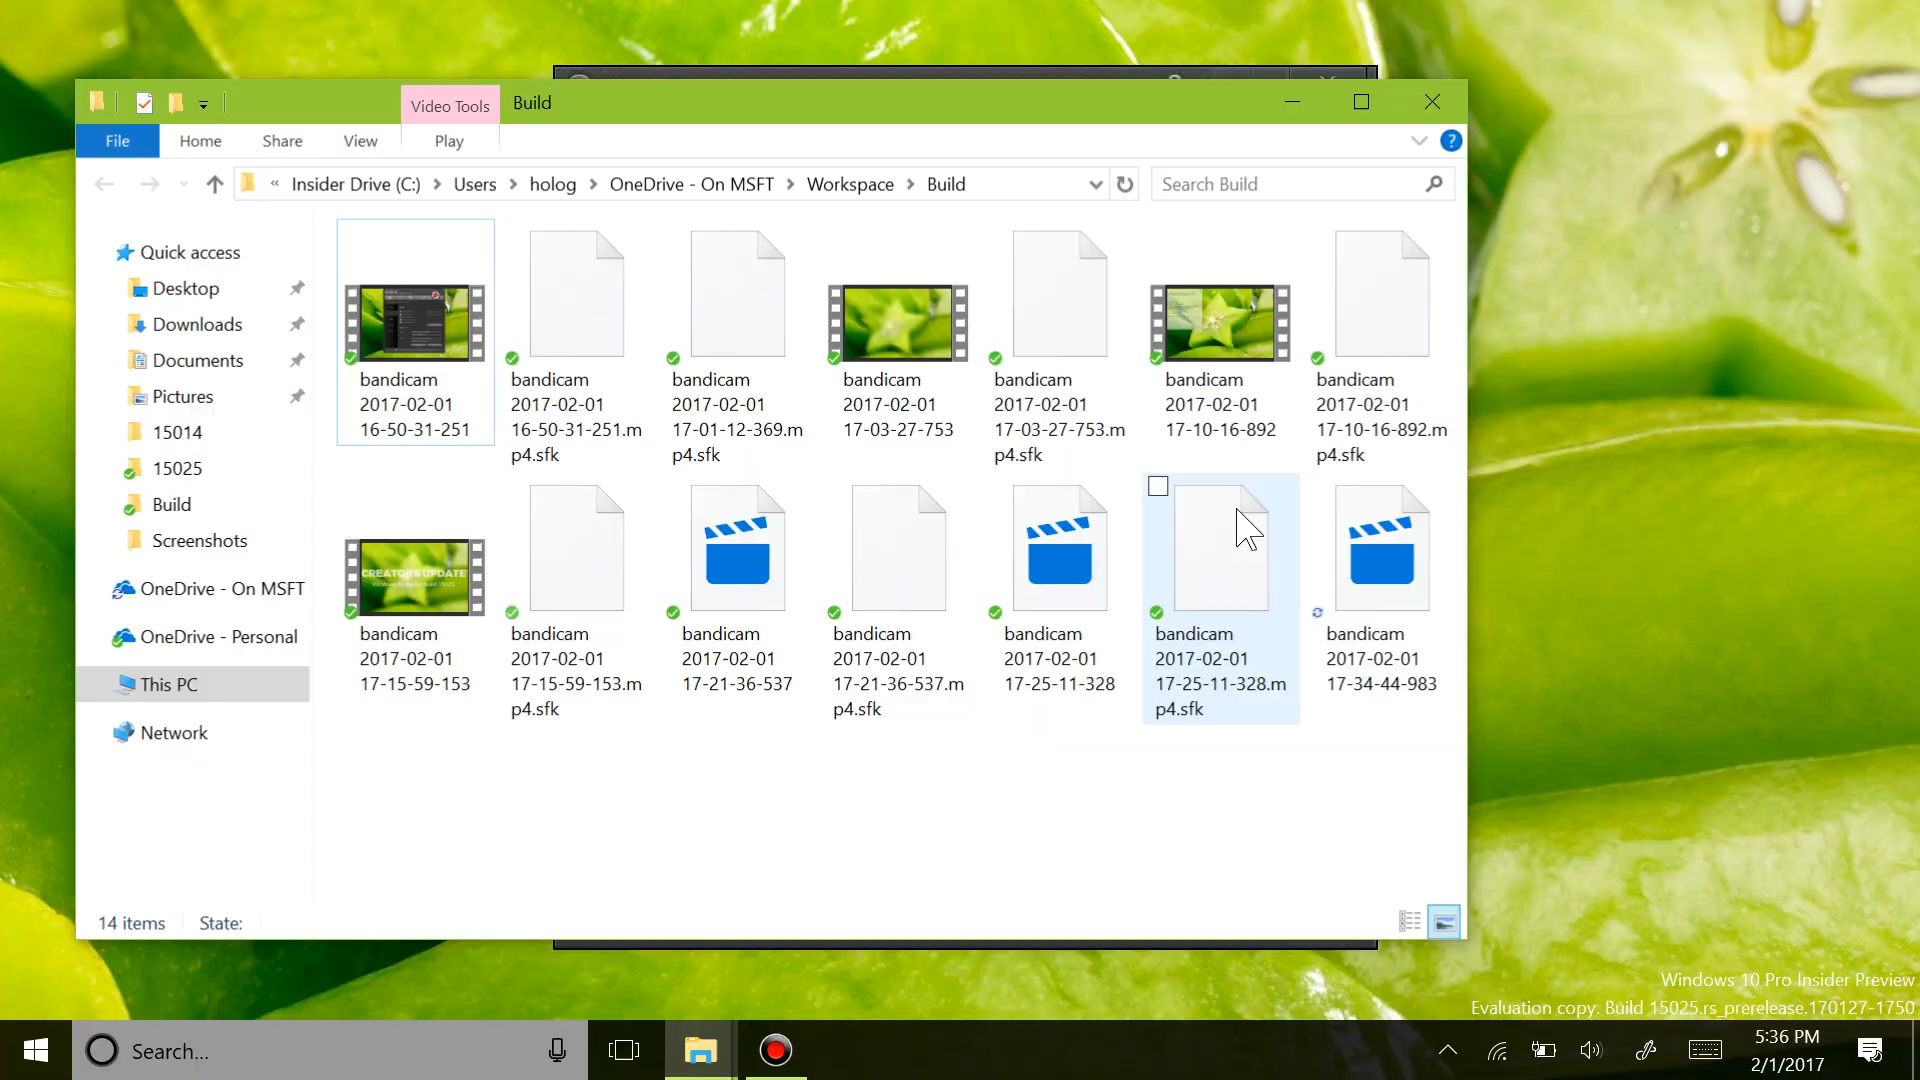 Video Tools
Build
File
Home
Share
View
Play
« Insider Drive (C:) > Users > holog > OneDrive - On MSFT > Workspace > Build
Search Build
Quick access
Desktop
Downloads
Documents
Pictures
15014
15025
Build
Screenshots
OneDrive - On MSFT
OneDrive - Personal
This PC
Network
bandicam
2017-02-01
16-50-31-251
bandicam
2017-02-01
16-50-31-251.m
p4.sfk
bandicam
2017-02-01
17-01-12-369.m
p4.sfk
bandicam
2017-02-01
17-03-27-753
bandicam
2017-02-01
17-03-27-753.m
p4.sfk
bandicam
2017-02-01
17-10-16-892
bandicam
2017-02-01
17-10-16-892.m
p4.sfk
CREATORS UPDATE
bandicam
2017-02-01
17-15-59-153
bandicam
2017-02-01
17-15-59-153.m
p4.sfk
bandicam
2017-02-01
17-21-36-537
bandicam
2017-02-01
17-21-36-537.m
p4.sfk
bandicam
2017-02-01
17-25-11-328
bandicam
2017-02-01
17-25-11-328.m
p4.sfk
bandicam
2017-02-01
17-34-44-983
14 items
State:
Windows 10 Pro Insider Preview
Evaluation copy. Build 15025.rs_prerelease.170127-1750
Search...
5:36 PM
2/1/2017